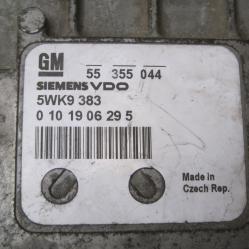 GM
55 355 044
SIEMENS VDO
5WK9 383
0 10 19 06 29 5
Made in
Czech Rep.